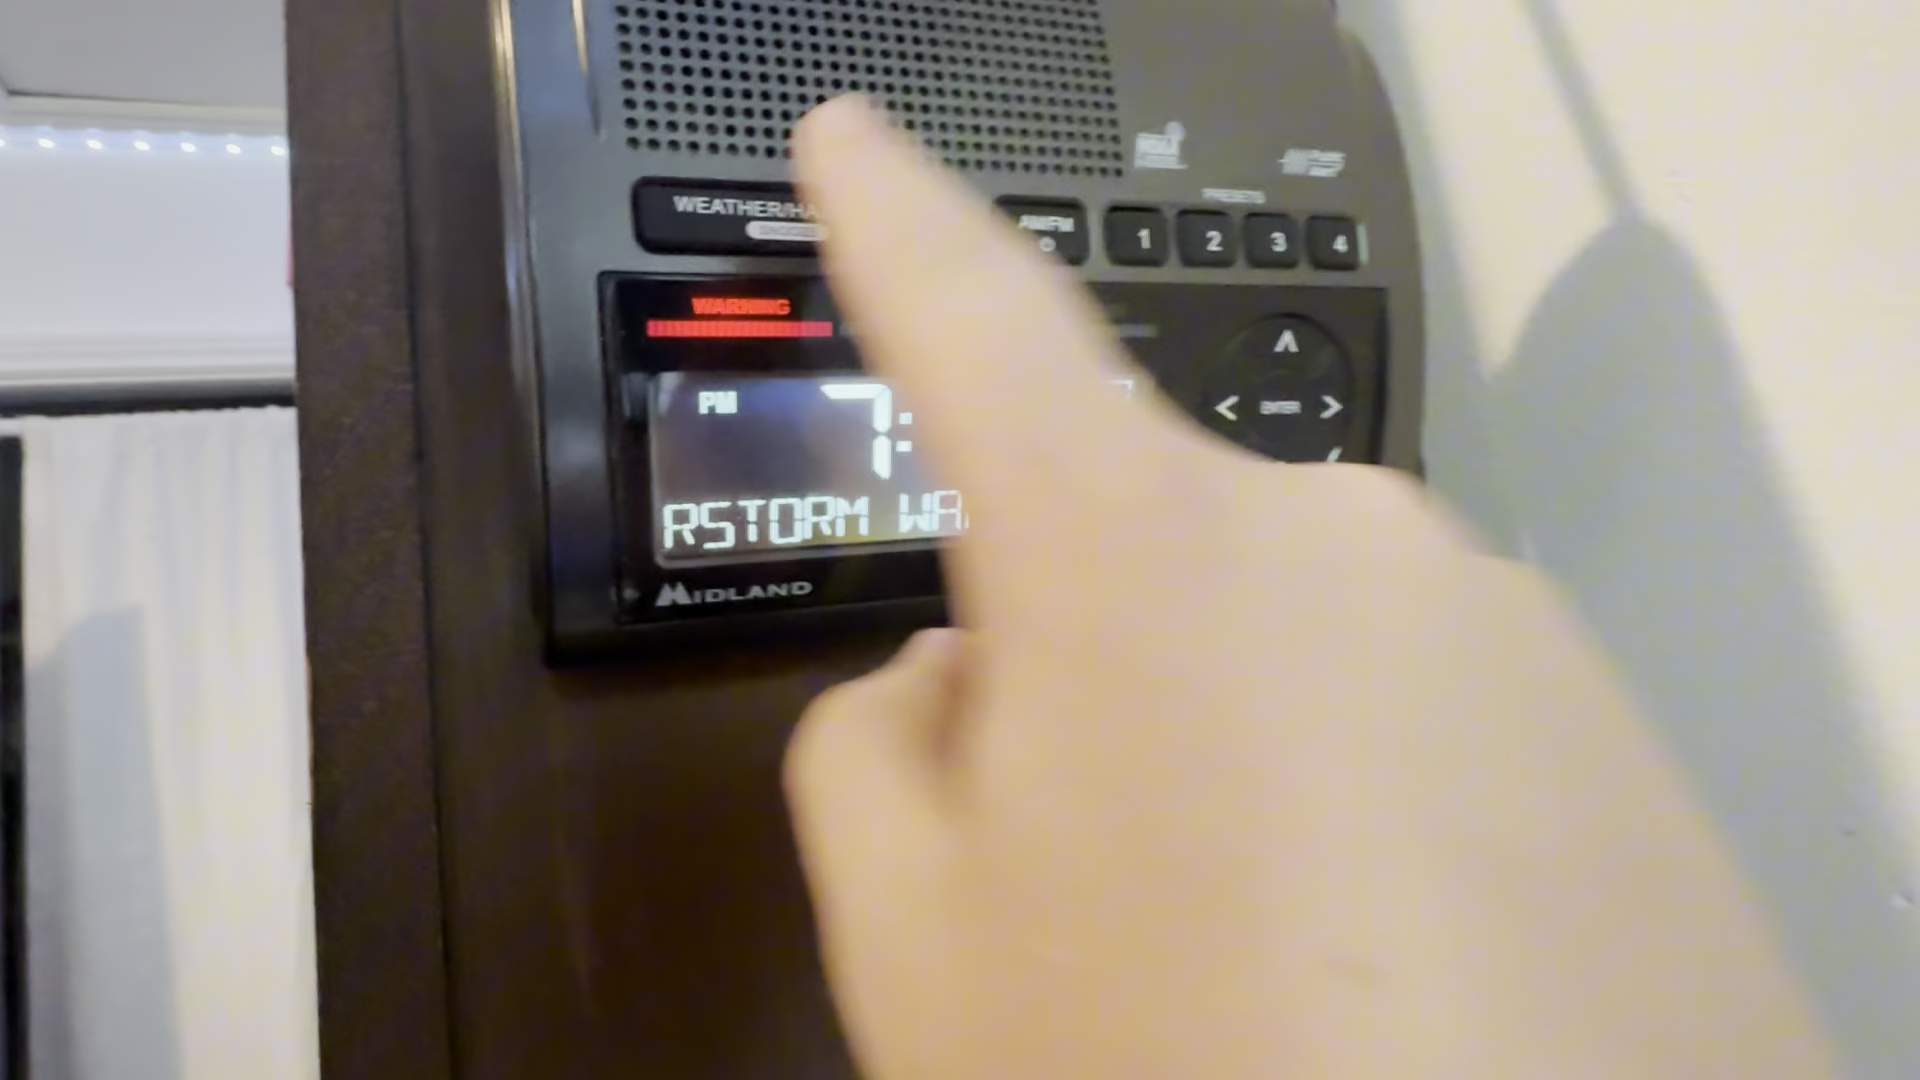 WEATHER/HA
AM/FM
PRESETS
1 2 3 4
WARNING
PM 7:
ENTER
RSTORM WA
MIDLAND